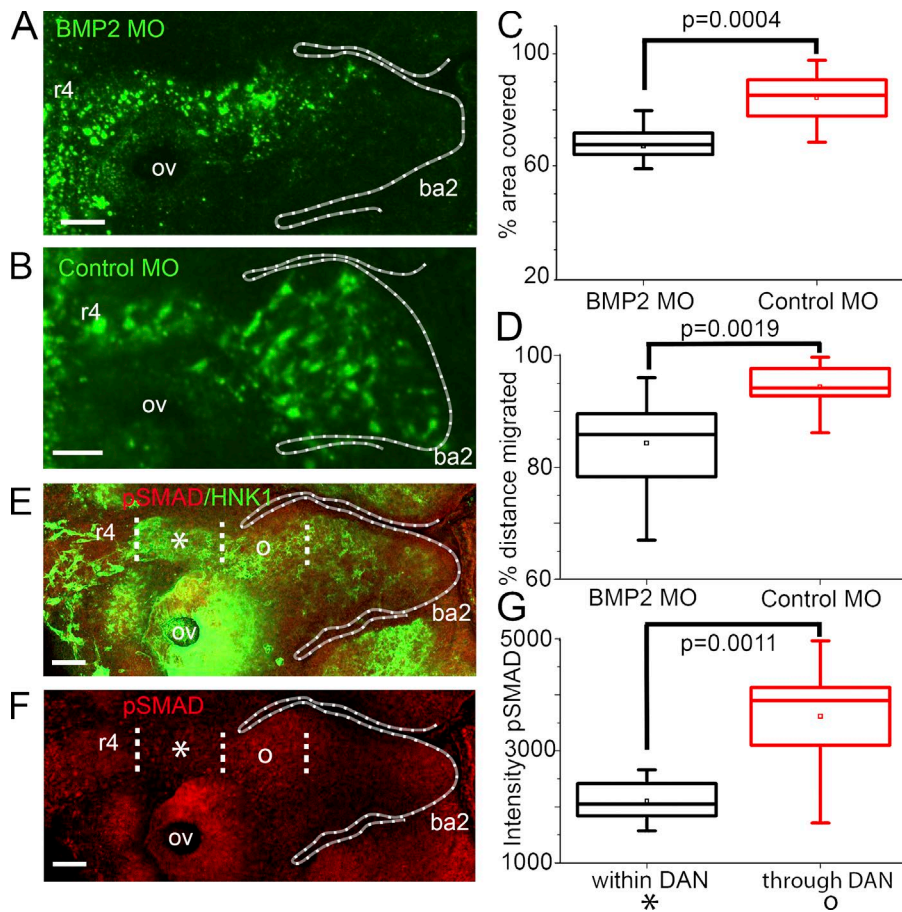 A
BMP2 MO
r4
ov
ba2
B
Control MO
r4
ov
ba2
E
pSMAD/HNK1
r4
*
o
ov
ba2
F
pSMAD
r4
*
o
ov
ba2
C
p=0.0004
% area covered
100
60
20
BMP2 MO
Control MO
D
p=0.0019
% distance migrated
100
80
60
BMP2 MO
Control MO
G
p=0.0011
Intensity pSMAD
5000
3000
1000
within DAN
*
through DAN
o